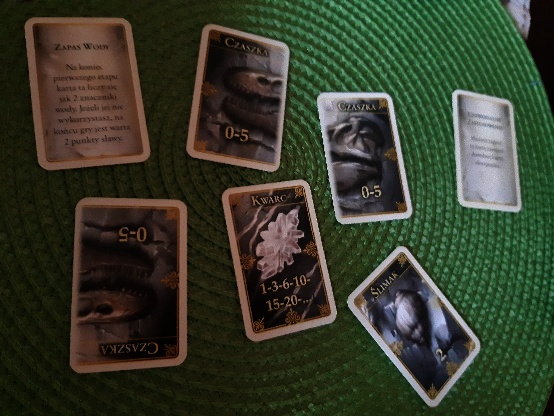 Zapas Wody
Na koniec
pierwszego etapu
karta ta liczy się
jak 2 znaczniki
wody. Jeżeli jej nie
wykorzystasz, na
końcu gry jest warta
2 punkty sławy.
Czaszka
0-5
Czaszka
0-5
0-5
Czaszka
Kwarc
1-3-6-10-
15-20-...
Ślimak
2